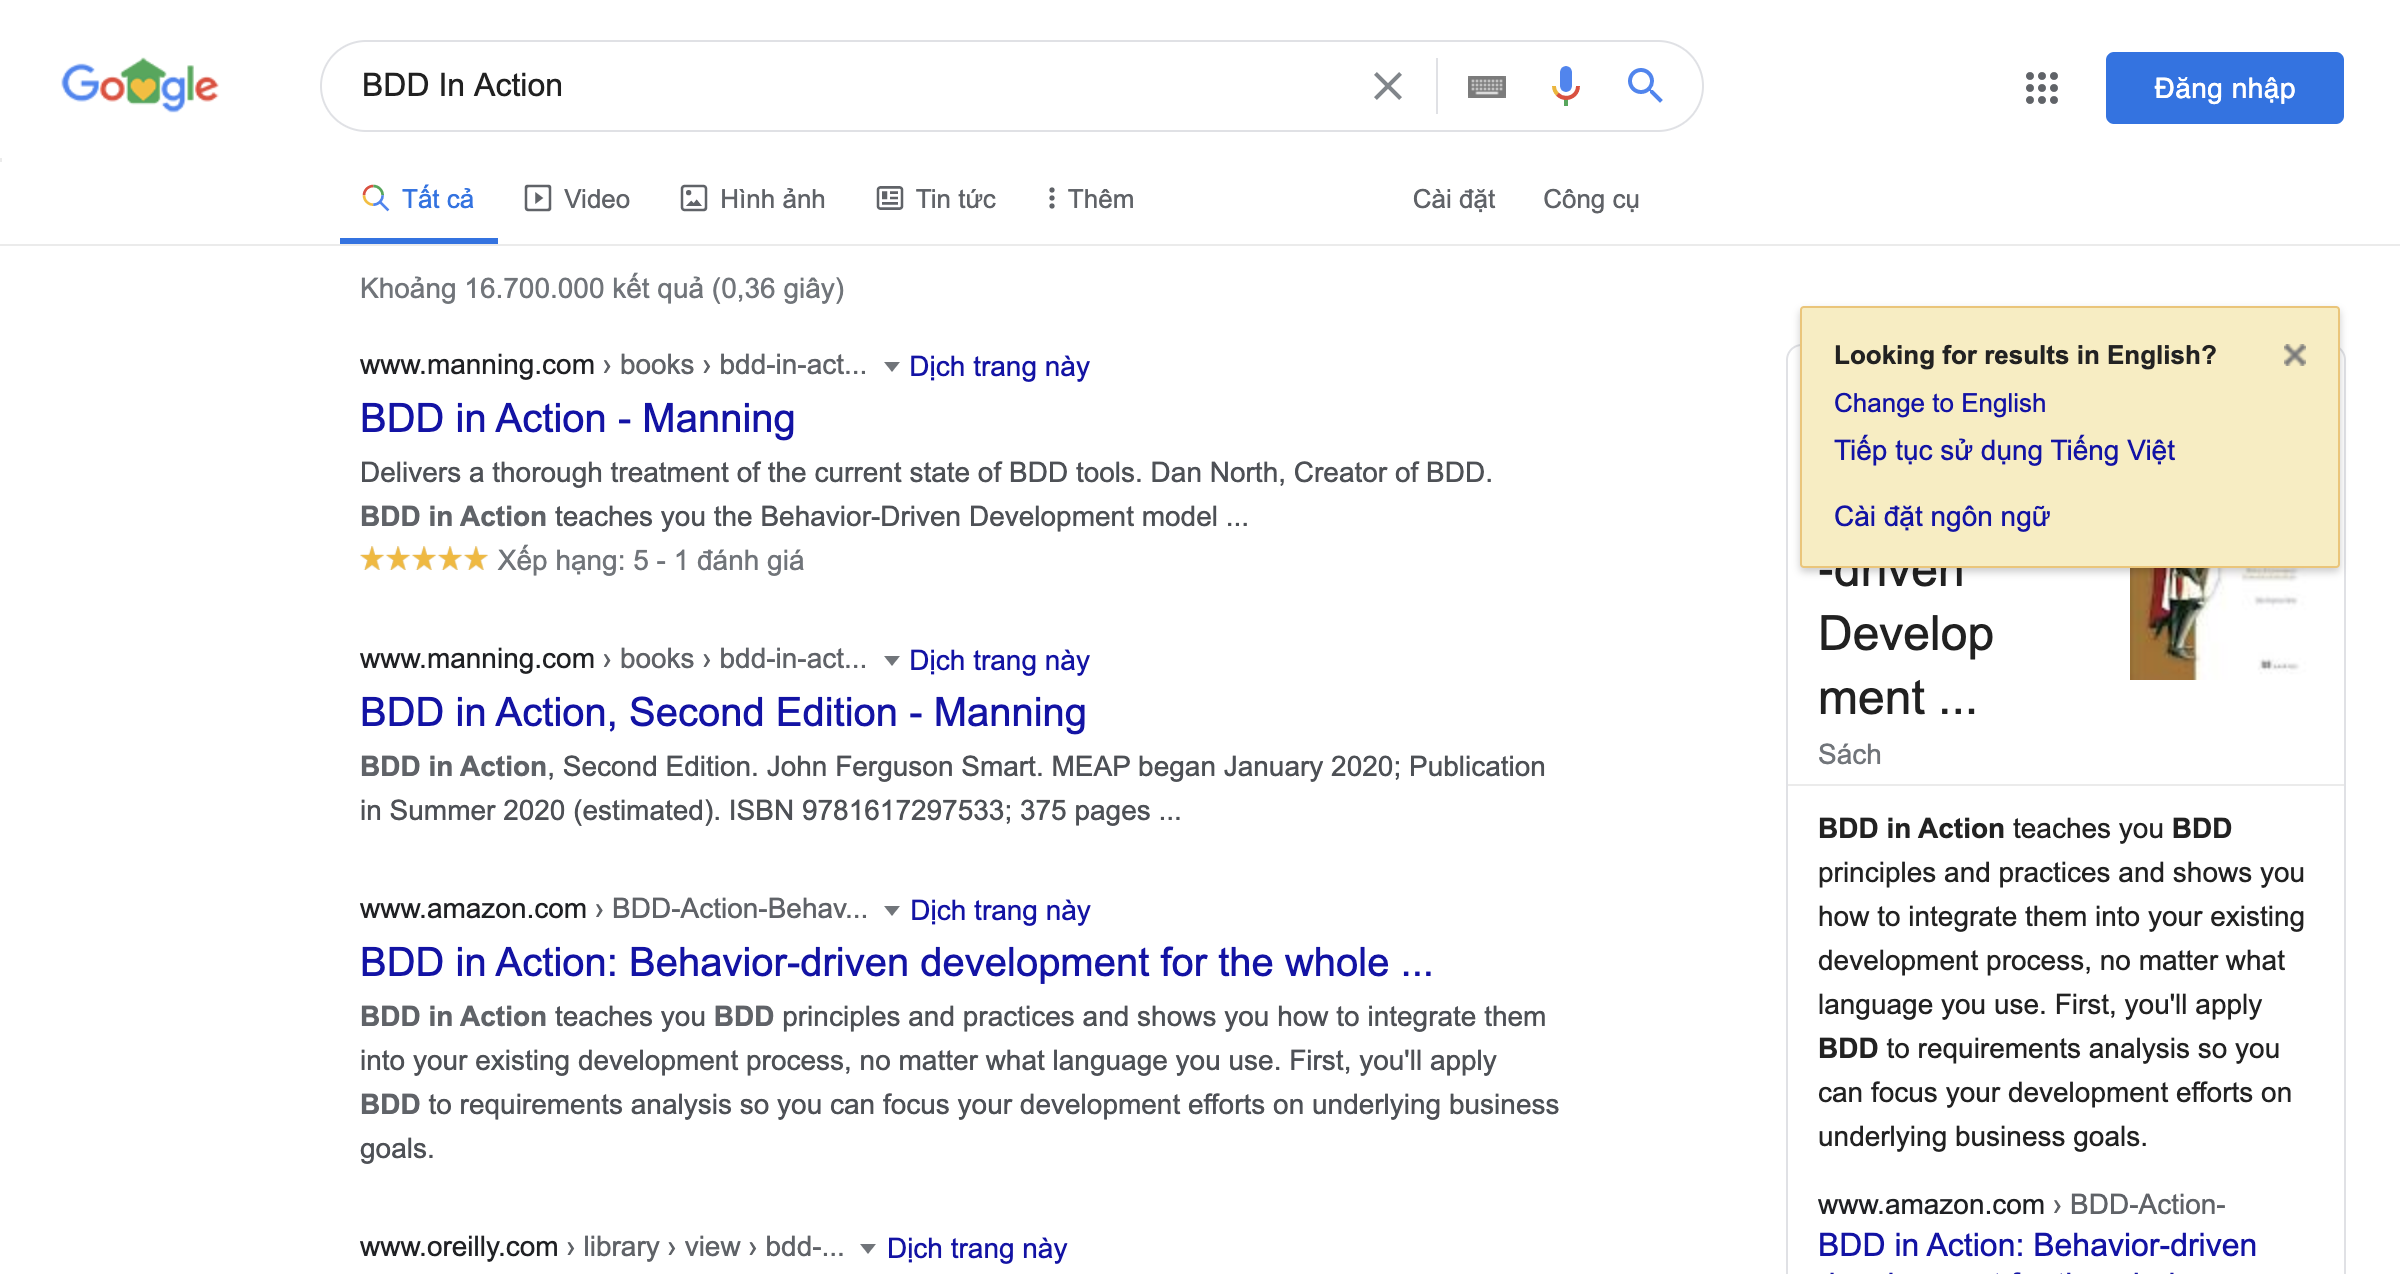 Google
BDD In Action
Đăng nhập
Tất cả
Video
Hình ảnh
Tin tức
Thêm
Cài đặt
Công cụ
Khoảng 16.700.000 kết quả (0,36 giây)
www.manning.com › books › bdd-in-act... Dịch trang này
BDD in Action - Manning
Delivers a thorough treatment of the current state of BDD tools. Dan North, Creator of BDD.
BDD in Action teaches you the Behavior-Driven Development model ...
Xếp hạng: 5 - 1 đánh giá
www.manning.com › books › bdd-in-act... Dịch trang này
BDD in Action, Second Edition - Manning
BDD in Action, Second Edition. John Ferguson Smart. MEAP began January 2020; Publication
in Summer 2020 (estimated). ISBN 9781617297533; 375 pages ...
www.amazon.com › BDD-Action-Behav... Dịch trang này
BDD in Action: Behavior-driven development for the whole ...
BDD in Action teaches you BDD principles and practices and shows you how to integrate them
into your existing development process, no matter what language you use. First, you'll apply
BDD to requirements analysis so you can focus your development efforts on underlying business
goals.
www.oreilly.com › library › view › bdd-... Dịch trang này
Looking for results in English?
Change to English
Tiếp tục sử dụng Tiếng Việt
Cài đặt ngôn ngữ
-driven
Develop
ment ...
Sách
BDD in Action teaches you BDD
principles and practices and shows you
how to integrate them into your existing
development process, no matter what
language you use. First, you'll apply
BDD to requirements analysis so you
can focus your development efforts on
underlying business goals.
www.amazon.com › BDD-Action-
BDD in Action: Behavior-driven